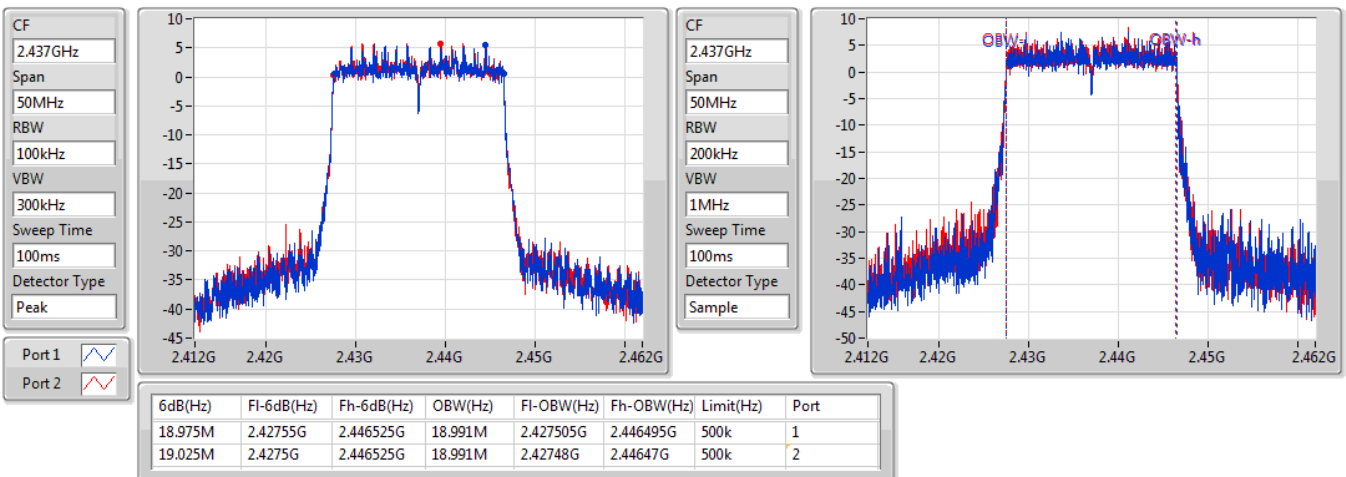 CF
2.437GHz
Span
50MHz
RBW
100kHz
VBW
300kHz
Sweep Time
100ms
Detector Type
Peak
Port 1
Port 2
10
5
0
-5
-10
-15
-20
-25
-30
-35
-40
-45
2.412G 2.42G 2.43G 2.44G 2.45G 2.462G
CF
2.437GHz
Span
50MHz
RBW
200kHz
VBW
1MHz
Sweep Time
100ms
Detector Type
Sample
10
5
0
-5
-10
-15
-20
-25
-30
-35
-40
-45
-50
OBW-l OBW-h
2.412G 2.42G 2.43G 2.44G 2.45G 2.462G
6dB(Hz) Fl-6dB(Hz) Fh-6dB(Hz) OBW(Hz) Fl-OBW(Hz) Fh-OBW(Hz) Limit(Hz) Port
18.975M 2.42755G 2.446525G 18.991M 2.427505G 2.446495G 500k 1
19.025M 2.4275G 2.446525G 18.991M 2.42748G 2.44647G 500k 2